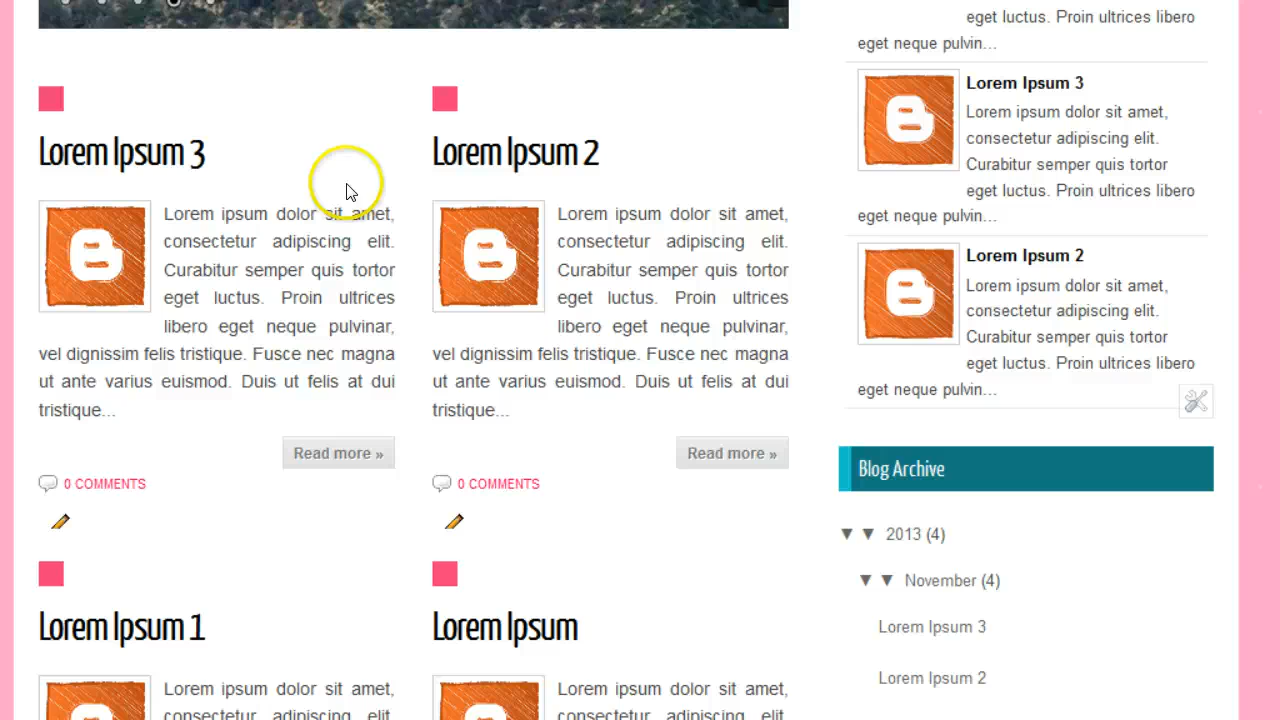 Lorem Ipsum 3
Lorem ipsum dolor sit amet,
consectetur adipiscing elit.
Curabitur semper quis tortor
eget luctus. Proin ultrices
libero eget neque pulvinar,
vel dignissim felis tristique. Fusce nec magna
ut ante varius euismod. Duis ut felis at dui
tristique...
Read more »
0 COMMENTS
Lorem Ipsum 2
Lorem ipsum dolor sit amet,
consectetur adipiscing elit.
Curabitur semper quis tortor
eget luctus. Proin ultrices
libero eget neque pulvinar,
vel dignissim felis tristique. Fusce nec magna
ut ante varius euismod. Duis ut felis at dui
tristique...
Read more »
0 COMMENTS
Lorem Ipsum 1
Lorem ipsum dolor sit amet,
consectetur adipiscing elit.
Lorem Ipsum
Lorem ipsum dolor sit amet,
consectetur adipiscing elit.
eget luctus. Proin ultrices libero
eget neque pulvin...
Lorem Ipsum 3
Lorem ipsum dolor sit amet,
consectetur adipiscing elit.
Curabitur semper quis tortor
eget luctus. Proin ultrices libero
eget neque pulvin...
Lorem Ipsum 2
Lorem ipsum dolor sit amet,
consectetur adipiscing elit.
Curabitur semper quis tortor
eget luctus. Proin ultrices libero
eget neque pulvin...
Blog Archive
▼ ▼ 2013 (4)
▼ ▼ November (4)
Lorem Ipsum 3
Lorem Ipsum 2